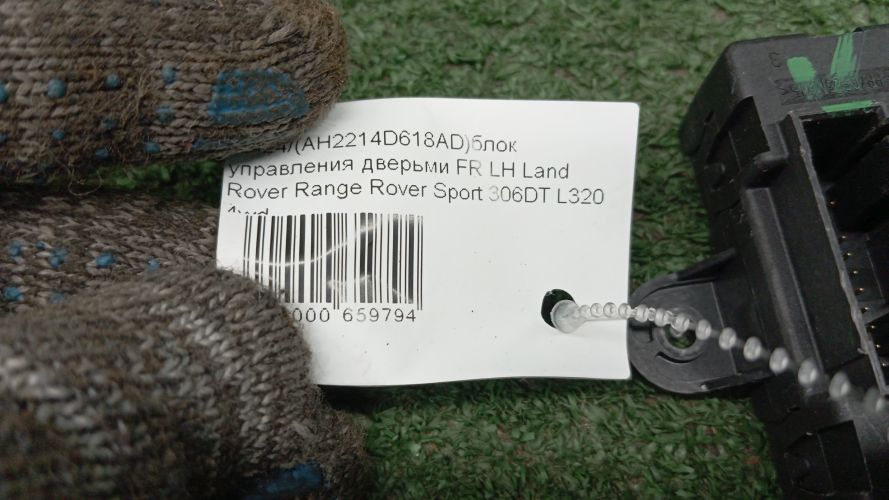 (AH2214D618AD)блок
управления дверьми FR LH Land
Rover Range Rover Sport 306DT L320
000 659794